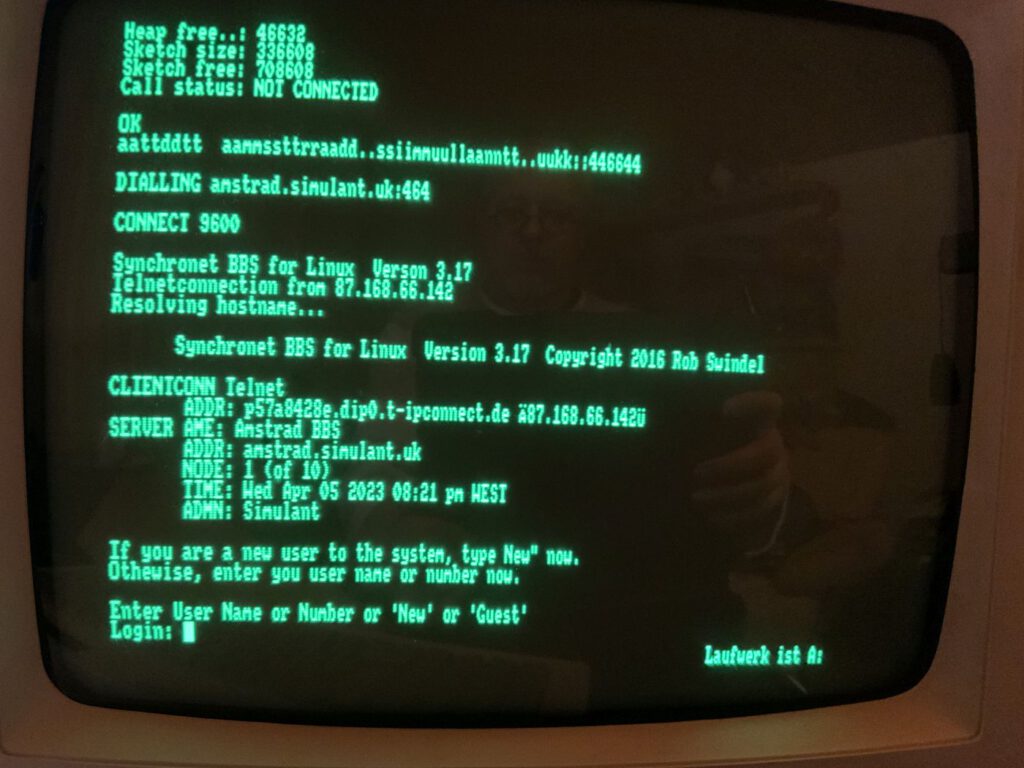 Heap free..: 46632
Sketch size: 336608
Sketch free: 708608
Call status: NOT CONNECTED
OK
aattddtt  aammssttrraadd..ssiimmuullaanntt..uukk::446644
DIALLING amstrad.simulant.uk:464
CONNECT 9600
Synchronet BBS for Linux  Verson 3.17
Telnetconnection from 87.168.66.142
Resolving hostname...
Synchronet BBS for Linux  Version 3.17  Copyright 2016 Rob Swindel
CLIENTCONN Telnet
ADDR: p57a8428e.dip0.t-ipconnect.de ä87.168.66.142ü
SERVER AME: Amstrad BBS
ADDR: amstrad.simulant.uk
NODE: 1 (of 10)
TIME: Wed Apr 05 2023 08:21 pm WEST
ADMN: Simulant
If you are a new user to the system, type New" now.
Othewise, enter you user name or number now.
Enter User Name or Number or 'New' or 'Guest'
Login:
Laufwerk ist A: